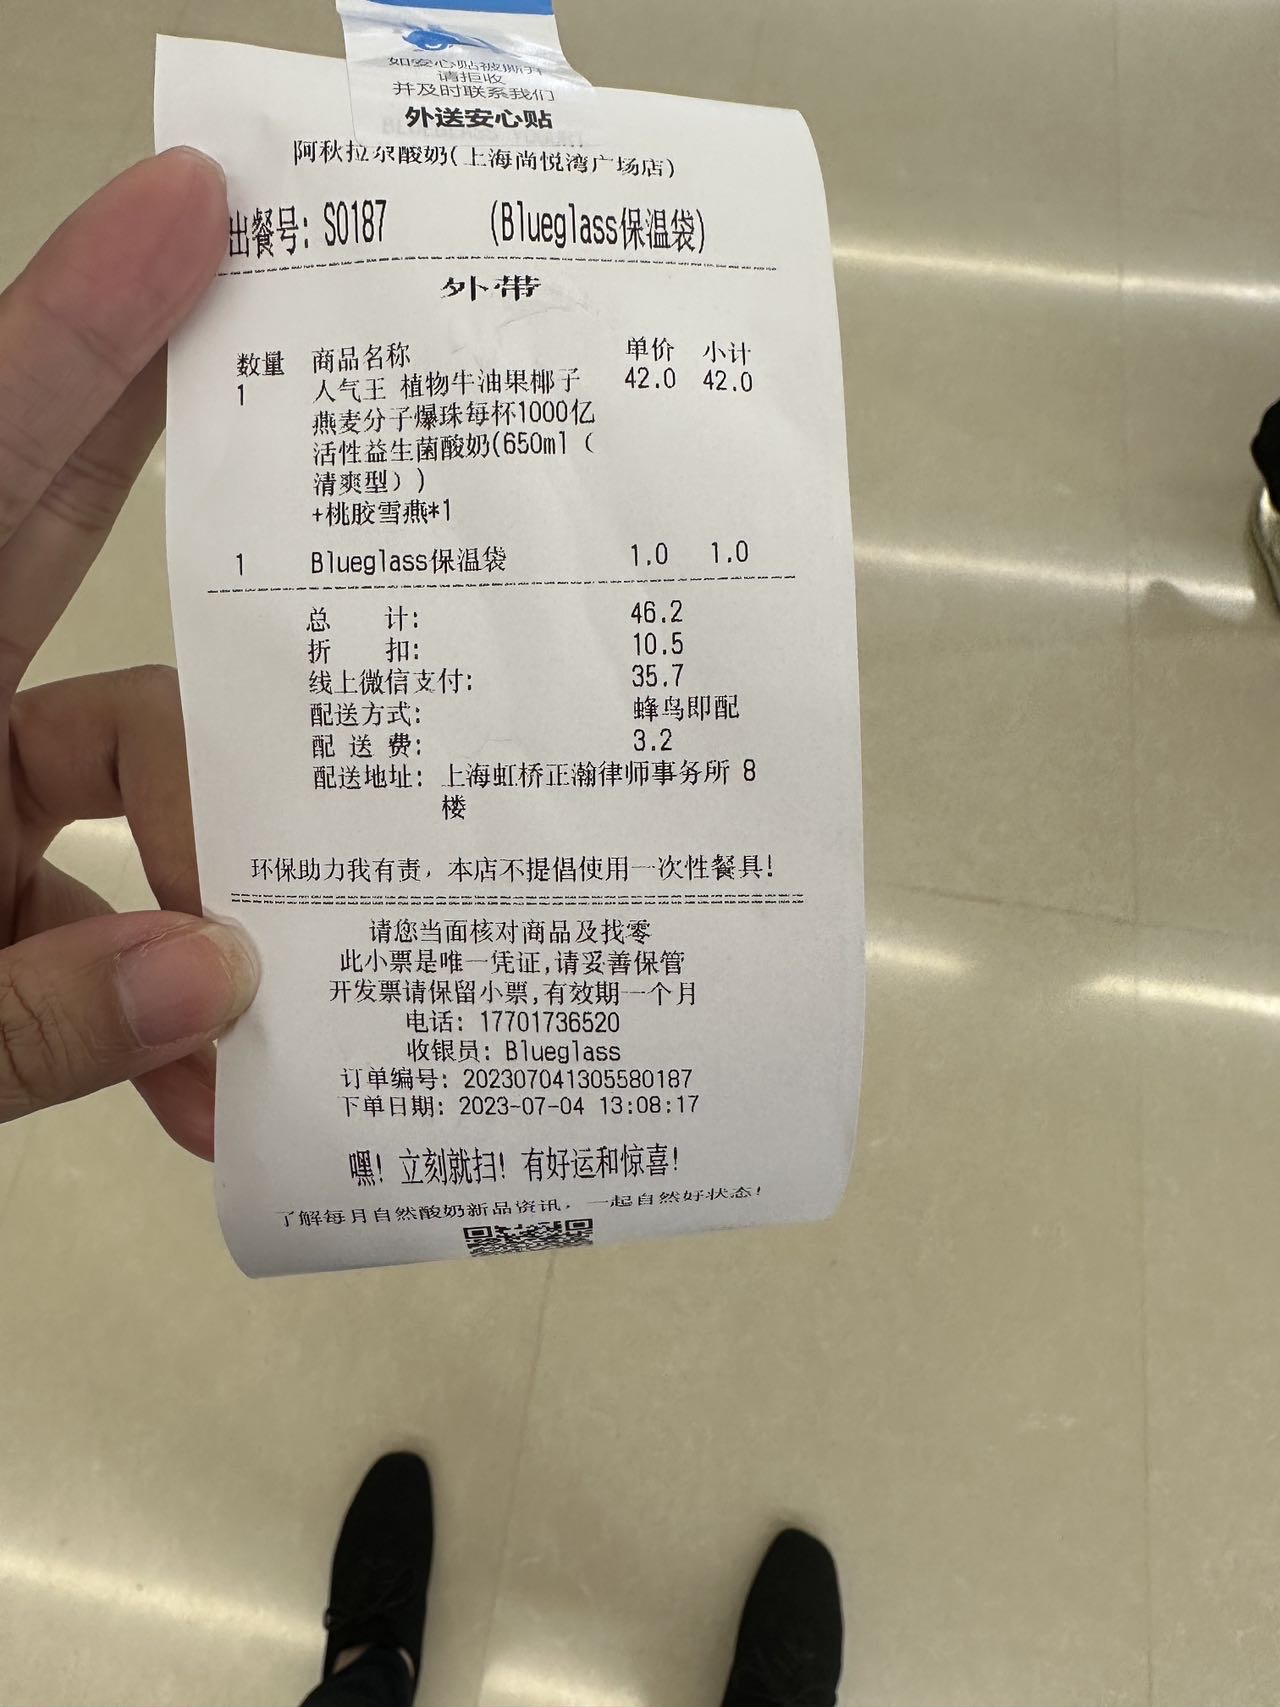 如安心贴被撕开
请拒收
并及时联系我们
外送安心贴
阿秋拉尕酸奶(上海尚悦湾广场店)
出餐号: S0187 (Blueglass保温袋)
外带
数量 商品名称 单价 小计
1 人气王 植物牛油果椰子 42.0 42.0
燕麦分子爆珠每杯1000亿
活性益生菌酸奶(650ml（
清爽型）)
+桃胶雪燕*1
1 Blueglass保温袋 1.0 1.0
总 计: 46.2
折 扣: 10.5
线上微信支付: 35.7
配送方式: 蜂鸟即配
配 送 费: 3.2
配送地址: 上海虹桥正瀚律师事务所 8
楼
环保助力我有责，本店不提倡使用一次性餐具!
请您当面核对商品及找零
此小票是唯一凭证,请妥善保管
开发票请保留小票,有效期一个月
电话: 17701736520
收银员: Blueglass
订单编号: 202307041305580187
下单日期: 2023-07-04 13:08:17
嘿! 立刻就扫! 有好运和惊喜!
了解每月自然酸奶新品资讯，一起自然好状态!